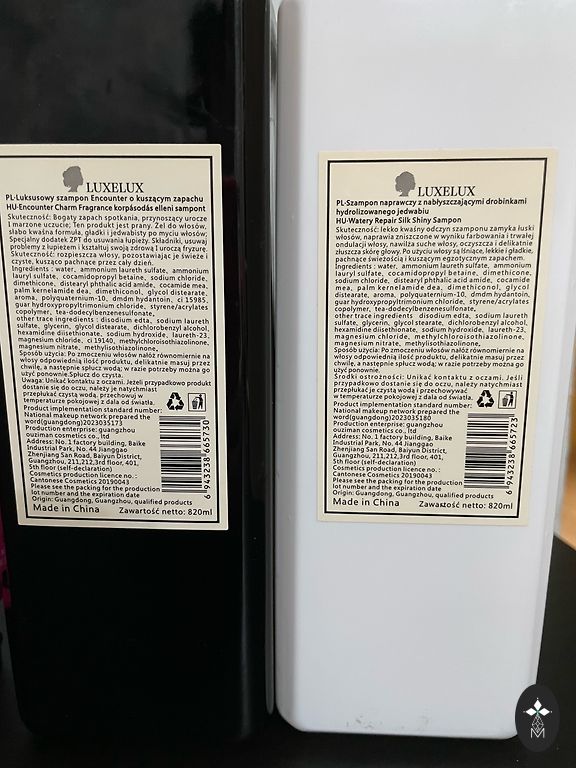 LUXELUX
PL-Luksusowy szampon Encounter o kuszącym zapachu
HU-Encounter Charm Fragrance korpásodás elleni sampont
Skuteczność: Bogaty zapach spotkania, przynoszący urocze
i marzone uczucie; Ten produkt jest prany. Żel do włosów,
słabo kwaśna formuła, gładki i jedwabisty po myciu włosów;
Specjalny dodatek ZPT do usuwania łupieży. Składniki, usuwaj
problemy z łupieżem i kształtuj swoją zdrową i uroczą fryzurę.
Skuteczność: rozpieszcza włosy, pozostawiając je świeże i
czyste, kusząco pachnące przez cały dzień.
Ingredients : water, ammonium laureth sulfate, ammonium
lauryl sulfate, cocamidopropyl betaine, sodium chloride,
dimethicone, distearyl phthalic acid amide, cocamide mea,
palm kernelamide dea, dimethiconol, glycol distearate,
aroma, polyquaternium-10, dmdm hydantoin, ci 15985,
guar hydroxypropyltrimonium chloride, styrene/acrylates
copolymer, tea-dodecylbenzenesulfonate,
other trace ingredients : disodium edta, sodium laureth
sulfate, glycerin, glycol distearate, dichlorobenzyl alcohol,
hexamidine diisethionate, sodium hydroxide, laureth-23,
magnesium chloride, ci 19140, methylchloroisothiazolinone,
magnesium nitrate, methylisothiazolinone,
Sposób użycia: Po zmoczeniu włosów nałóż równomiernie na
włosy odpowiednią ilość produktu, delikatnie masuj przez
chwilę, a następnie spłucz wodą; w razie potrzeby można go
użyć ponownie.Spłucz do czysta.
Uwaga: Unikać kontaktu z oczami. Jeżeli przypadkowo produkt
dostanie się do oczu, należy je natychmiast
przepłukać czystą wodą, przechowuj w
temperaturze pokojowej z dala od światła.
Product implementation standard number:
National makeup network prepared the
word(guangdong)2023035173
Production enterprise: guangzhou
ouziman cosmetics co., ltd
Address: No.1 factory building, Baike
Industrial Park, No. 44 Jianggao
Zhenjiang San Road, Baiyun District,
Guangzhou, 211,212,3rd floor, 401,
5th floor (self-declaration)
Cosmetics production licence no. :
Cantonese Cosmetics 20190043
Please see the packing for the production
lot number and the expiration date
Origin: Guangdong, Guangzhou, qualified products
Made in China Zawartość netto: 820ml
6 943238 665730
LUXELUX
PL-Szampon naprawczy z nabłyszczającymi drobinkami
hydrolizowanego jedwabiu
HU-Watery Repair Silk Shiny Sampon
Skuteczność: lekko kwaśny odczyn szamponu zamyka łuski
włosów, naprawia zniszczone w wyniku farbowania i trwałej
ondulacji włosy, nawilża suche włosy, oczyszcza i delikatnie
złuszcza skórę głowy. Po użyciu włosy są lśniące, lekkie i gładkie,
pachnące świeżością i kuszącym egzotycznym zapachem.
Ingredients : water, ammonium laureth sulfate, ammonium
lauryl sulfate, cocamidopropyl betaine, dimethicone,
sodium chloride, distearyl phthalic acid amide, cocamide
mea, palm kernelamide dea, dimethiconol, glycol
distearate, aroma, polyquaternium-10, dmdm hydantoin,
guar hydroxypropyltrimonium chloride, styrene/acrylates
copolymer, tea-dodecylbenzenesulfonate,
other trace ingredients : disodium edta, sodium laureth
sulfate, glycerin, glycol distearate, dichlorobenzyl alcohol,
hexamidine diisethionate, sodium hydroxide, laureth-23,
magnesium chloride, methylchloroisothiazolinone,
magnesium nitrate, methylisothiazolinone,
Sposób użycia: Po zmoczeniu włosów nałóż równomiernie na
włosy odpowiednią ilość produktu, delikatnie masuj przez
chwilę, a następnie spłucz wodą; w razie potrzeby można go
użyć ponownie.
Środki ostrożności: Unikać kontaktu z oczami. Jeśli
przypadkowo dostanie się do oczu, należy natychmiast
przepłukać je czystą wodą i przechowywać
w temperaturze pokojowej z dala od światła.
Product implementation standard number:
National makeup network prepared the
word(guangdong)2023035180
Production enterprise: guangzhou
ouziman cosmetics co., ltd
Address: No.1 factory building, Baike
Industrial Park, No. 44 Jianggao
Zhenjiang San Road, Baiyun District,
Guangzhou, 211,212,3rd floor, 401,
5th floor (self-declaration)
Cosmetics production licence no. :
Cantonese Cosmetics 20190043
Please see the packing for the production
lot number and the expiration date
Origin: Guangdong, Guangzhou, qualified products
Made in China Zawartość netto: 820ml
6 943238 665723